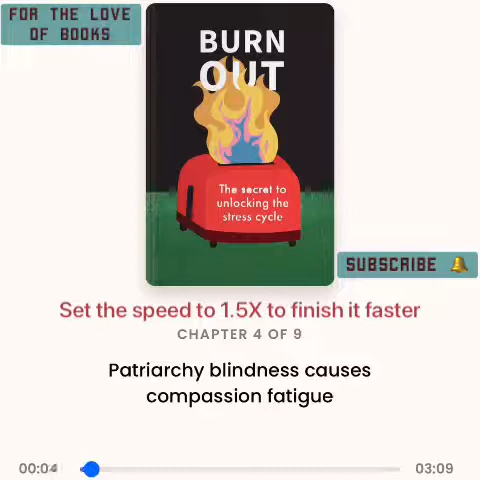 FOR THE LOVE
OF BOOKS
BURN
OUT
The secret to
unlocking the
stress cycle
SUBSCRIBE 🔔
Set the speed to 1.5X to finish it faster
CHAPTER 4 OF 9
Patriarchy blindness causes
compassion fatigue
00:04
03:09